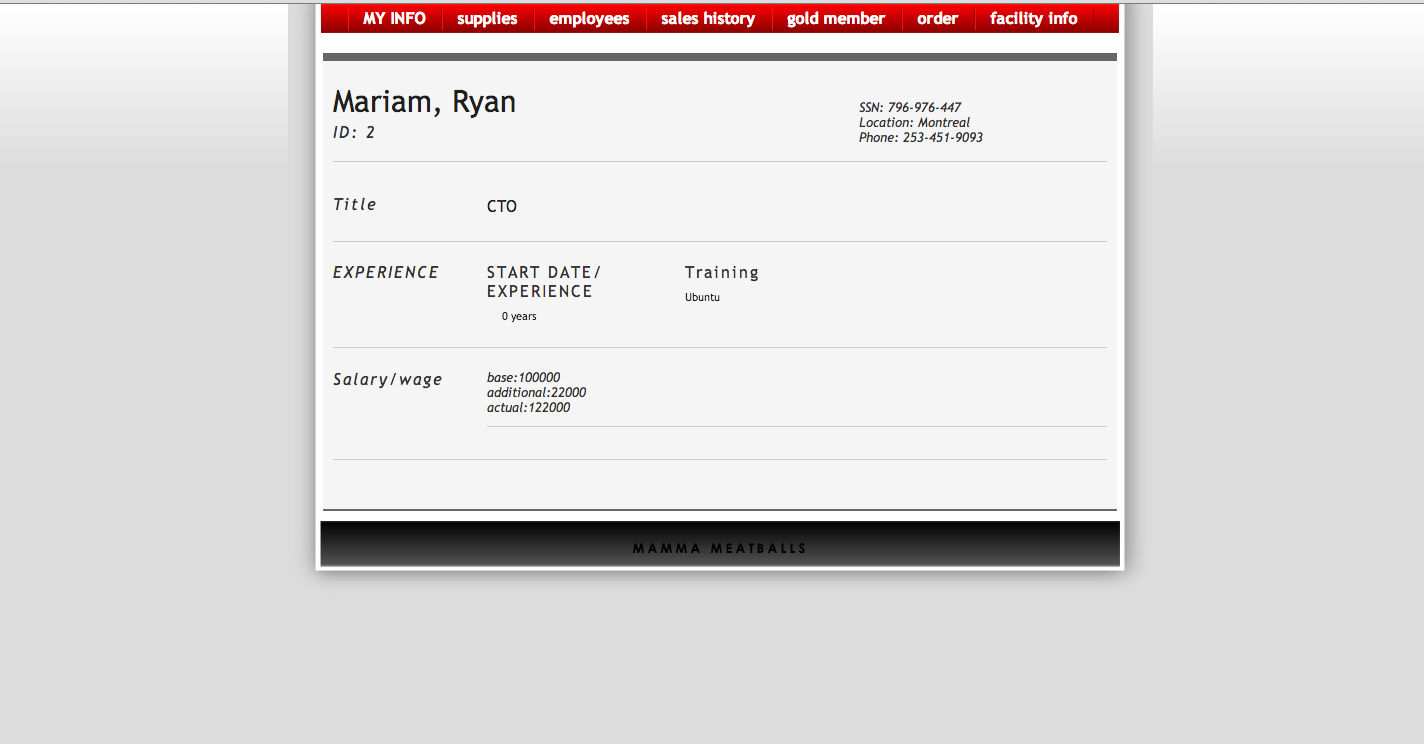 MY INFO supplies employees sales history gold member order facility info
Mariam, Ryan
ID: 2
SSN: 796-976-447
Location: Montreal
Phone: 253-451-9093
Title
CTO
EXPERIENCE
START DATE/
EXPERIENCE
0 years
Training
Ubuntu
Salary/wage
base:100000
additional:22000
actual:122000
MAMMA MEATBALLS